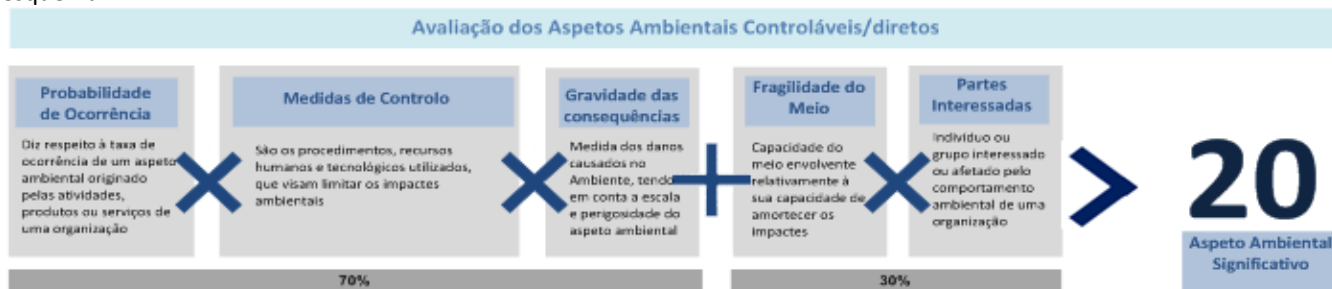 Avaliação dos Aspetos Ambientais Controláveis/diretos
Probabilidade
de Ocorrência
Diz respeito à taxa de
ocorrência de um aspeto
ambiental originado
pelas atividades,
produtos ou serviços de
uma organização
Medidas de Controlo
São os procedimentos, recursos
humanos e tecnológicos utilizados,
que visam limitar os impactes
ambientais
Gravidade das
consequências
Medida dos danos
causados no
Ambiente, tendo
em conta a escala
e perigosidade do
aspeto ambiental
Fragilidade do
Meio
Capacidade do
meio envolvente
relativamente à
sua capacidade de
amortecer os
impactes
Partes
Interessadas
Indivíduo ou
grupo interessado
ou afetado pelo
comportamento
ambiental de uma
organização
20
Aspeto Ambiental
Significativo
70%
30%